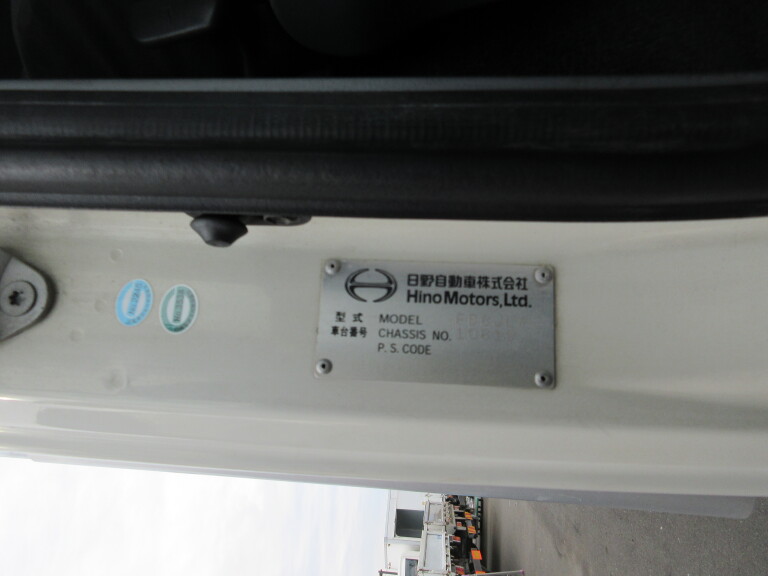 日野自動車株式会社
Hino Motors, Ltd.
型式 MODEL
車台番号 CHASSIS NO.
P. S. CODE